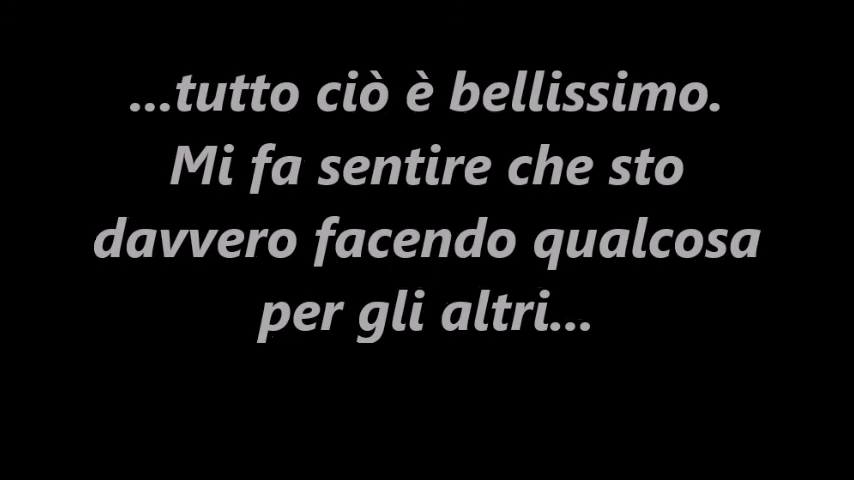 ...tutto ciò è bellissimo.
Mi fa sentire che sto
davvero facendo qualcosa
per gli altri...